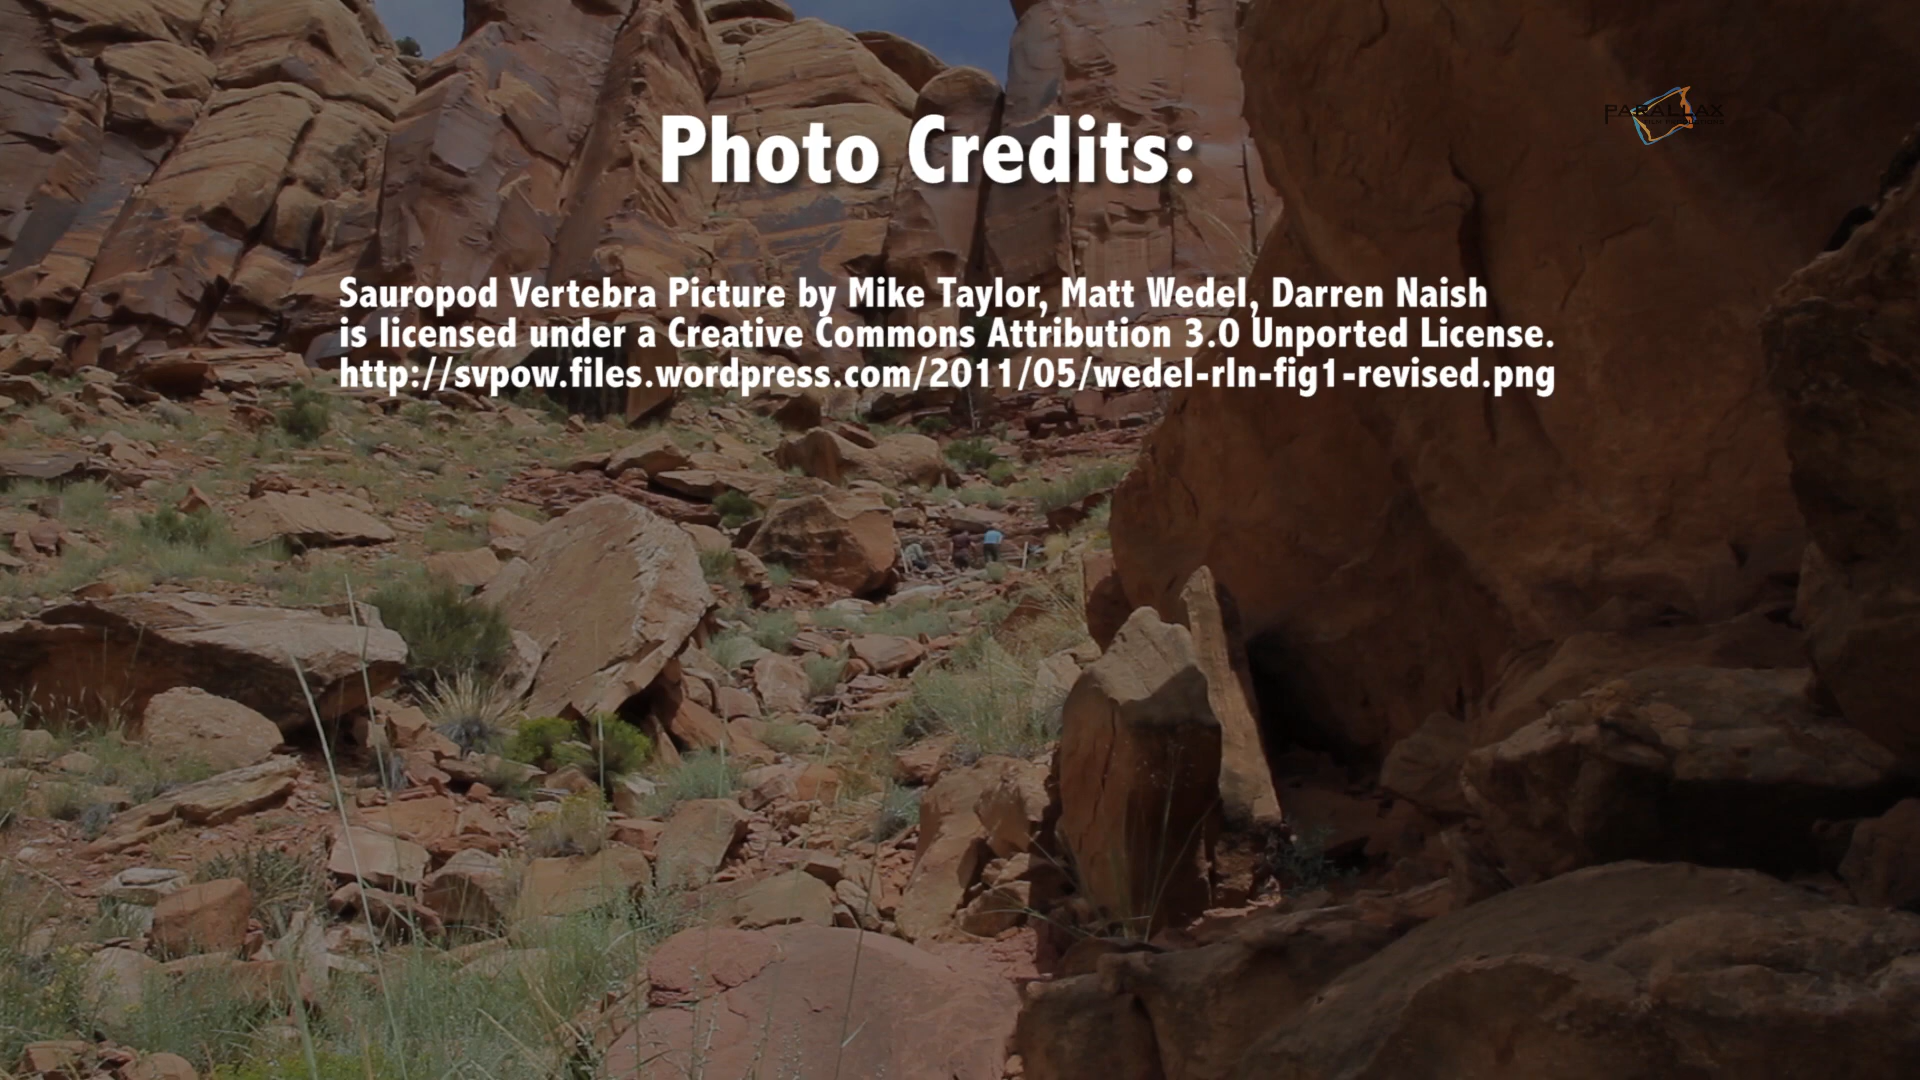 PARALLAX
Photo Credits:
Sauropod Vertebra Picture by Mike Taylor, Matt Wedel, Darren Naish
is licensed under a Creative Commons Attribution 3.0 Unported License.
http://svpow.files.wordpress.com/2011/05/wedel-rln-fig1-revised.png